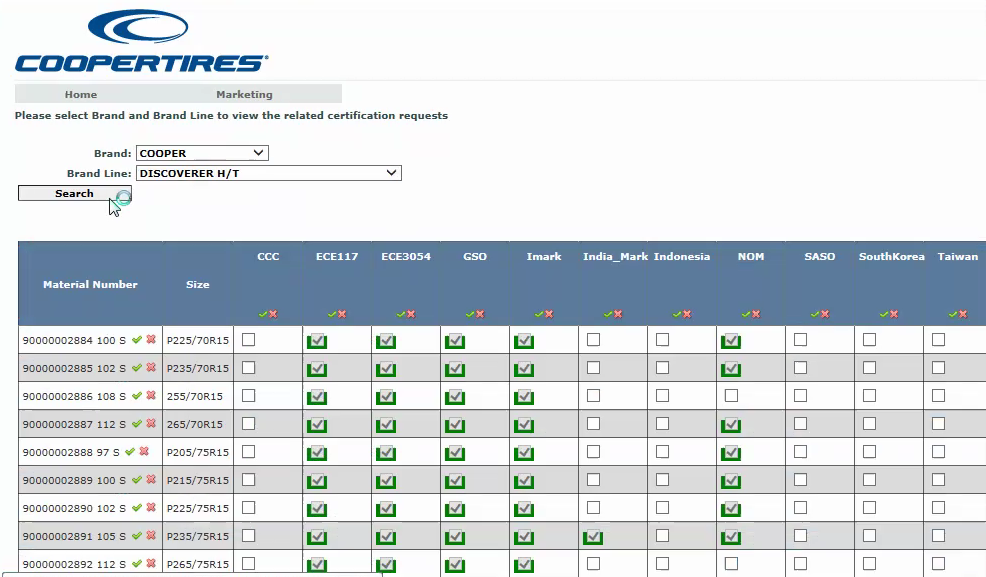 COOPERTIRES®
Home Marketing
Please select Brand and Brand Line to view the related certification requests
Brand: COOPER
Brand Line: DISCOVERER H/T
Search
Material Number Size CCC ECE117 ECE3054 GSO Imark India_Mark Indonesia NOM SASO SouthKorea Taiwan
90000002884 100 S P225/70R15
90000002885 102 S P235/70R15
90000002886 108 S 255/70R15
90000002887 112 S 265/70R15
90000002888 97 S P205/75R15
90000002889 100 S P215/75R15
90000002890 102 S P225/75R15
90000002891 105 S P235/75R15
90000002892 112 S P265/75R15